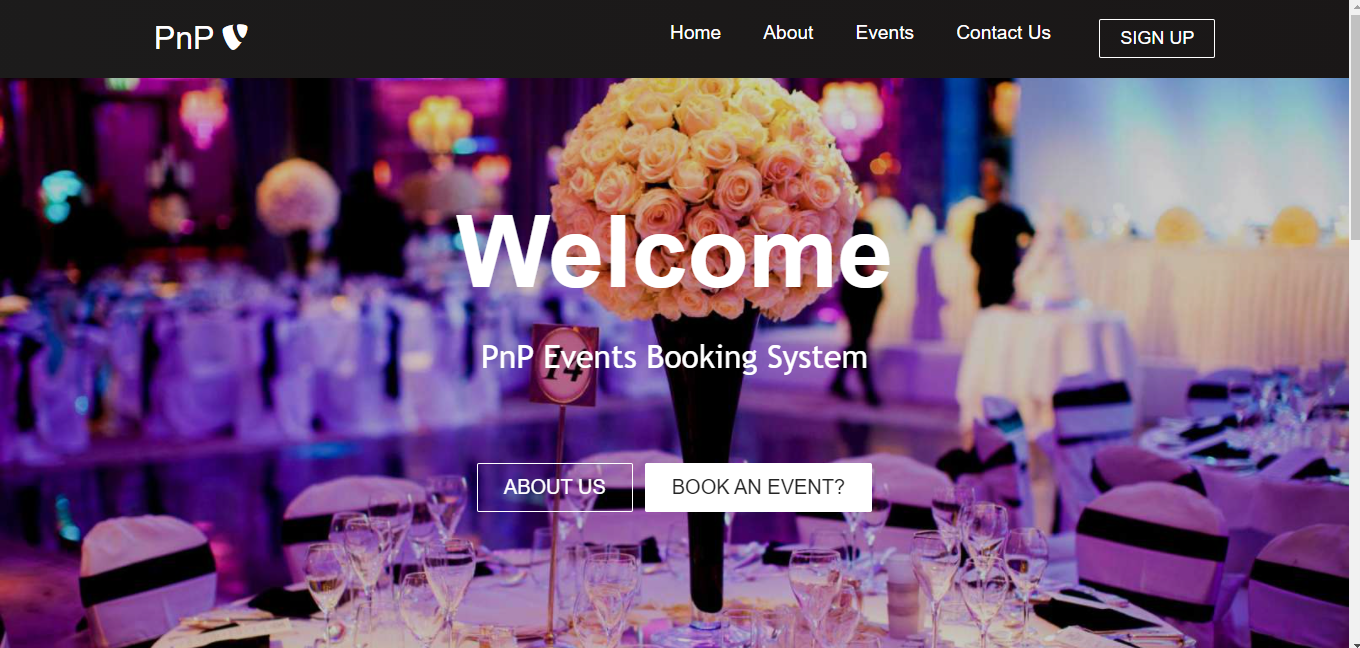 PnP
Home About Events Contact Us SIGN UP
Welcome
PnP Events Booking System
14
ABOUT US BOOK AN EVENT?